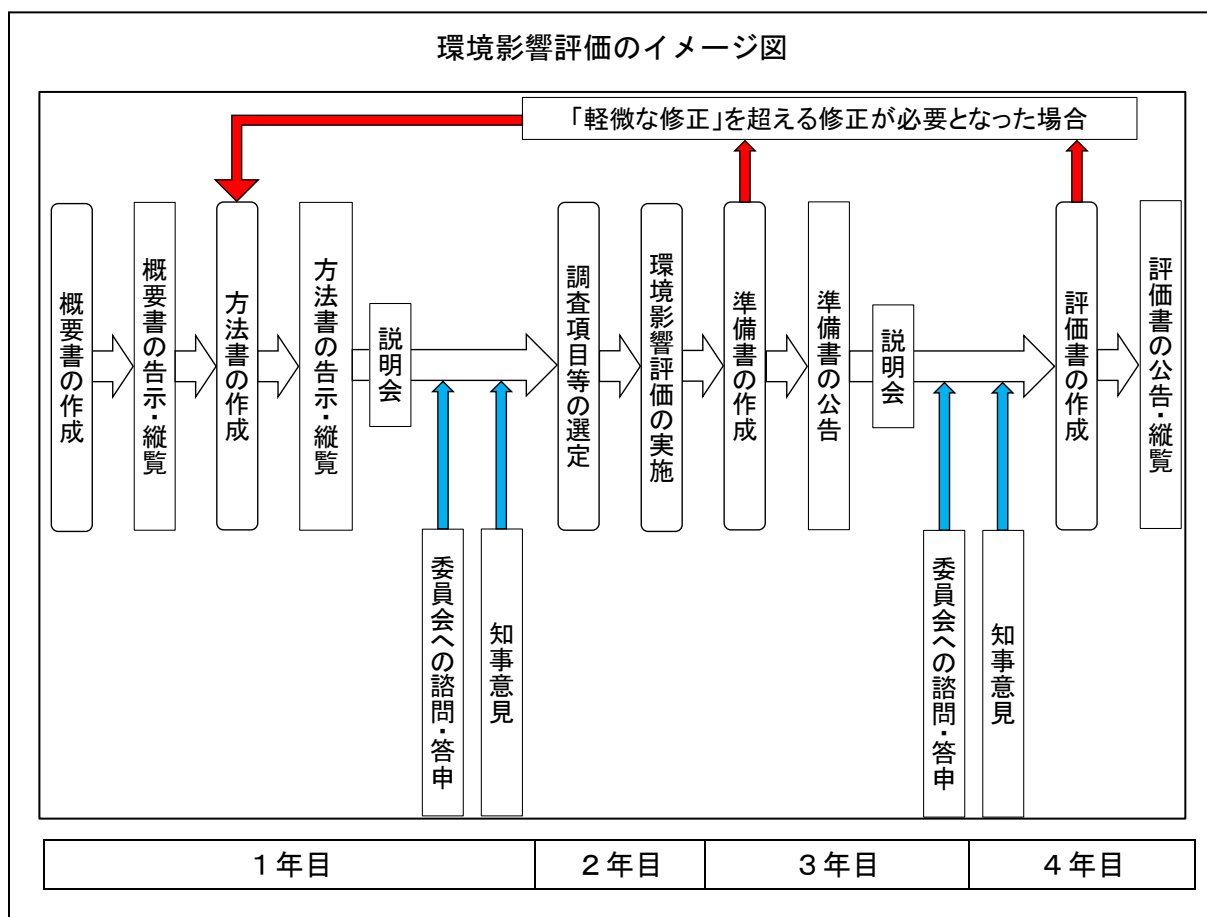 環境影響評価のイメージ図
「軽微な修正」を超える修正が必要となった場合
概要書の作成
概要書の告示・縦覧
方法書の作成
方法書の告示・縦覧
説明会
委員会への諮問・答申
知事意見
調査項目等の選定
環境影響評価の実施
準備書の作成
準備書の公告
説明会
委員会への諮問・答申
知事意見
評価書の作成
評価書の公告・縦覧
１年目
２年目
３年目
４年目